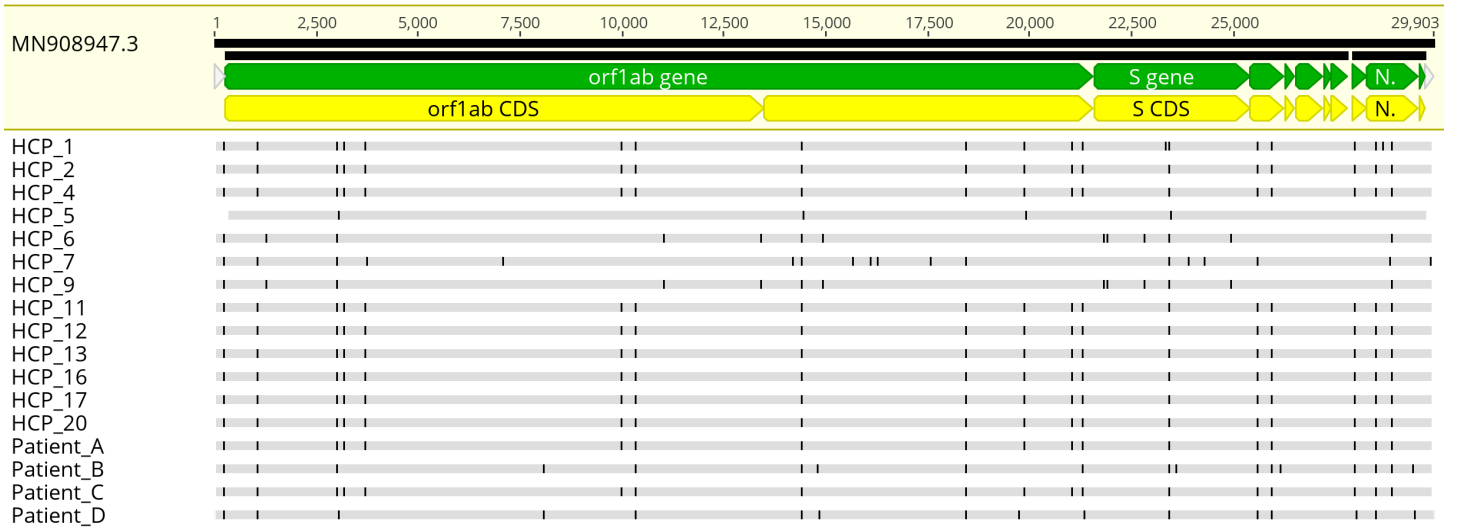 1 2,500 5,000 7,500 10,000 12,500 15,000 17,500 20,000 22,500 25,000 29,903
MN908947.3
orf1ab gene S gene N.
orf1ab CDS S CDS N.
HCP_1
HCP_2
HCP_4
HCP_5
HCP_6
HCP_7
HCP_9
HCP_11
HCP_12
HCP_13
HCP_16
HCP_17
HCP_20
Patient_A
Patient_B
Patient_C
Patient_D